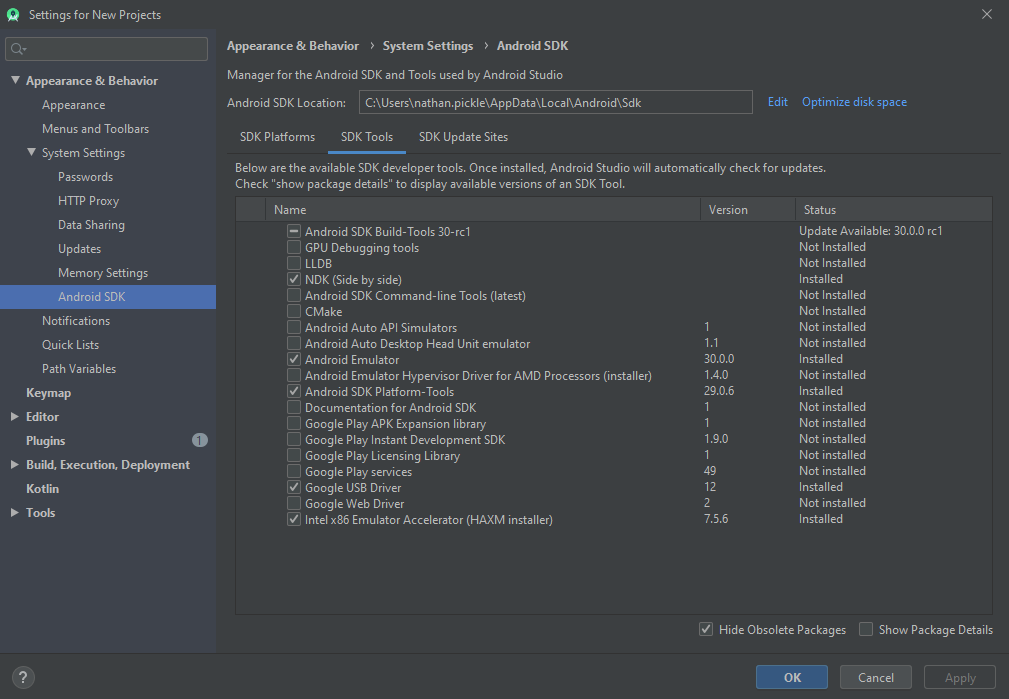 Settings for New Projects
Appearance & Behavior
Appearance
Menus and Toolbars
System Settings
Passwords
HTTP Proxy
Data Sharing
Updates
Memory Settings
Android SDK
Notifications
Quick Lists
Path Variables
Keymap
Editor
Plugins 1
Build, Execution, Deployment
Kotlin
Tools
Appearance & Behavior › System Settings › Android SDK
Manager for the Android SDK and Tools used by Android Studio
Android SDK Location: C:\Users\nathan.pickle\AppData\Local\Android\Sdk Edit Optimize disk space
SDK Platforms SDK Tools SDK Update Sites
Below are the available SDK developer tools. Once installed, Android Studio will automatically check for updates.
Check "show package details" to display available versions of an SDK Tool.
Name Version Status
Android SDK Build-Tools 30-rc1 Update Available: 30.0.0 rc1
GPU Debugging tools Not Installed
LLDB Not Installed
NDK (Side by side) Installed
Android SDK Command-line Tools (latest) Not Installed
CMake Not Installed
Android Auto API Simulators 1 Not installed
Android Auto Desktop Head Unit emulator 1.1 Not installed
Android Emulator 30.0.0 Installed
Android Emulator Hypervisor Driver for AMD Processors (installer) 1.4.0 Not installed
Android SDK Platform-Tools 29.0.6 Installed
Documentation for Android SDK 1 Not installed
Google Play APK Expansion library 1 Not installed
Google Play Instant Development SDK 1.9.0 Not installed
Google Play Licensing Library 1 Not installed
Google Play services 49 Not installed
Google USB Driver 12 Installed
Google Web Driver 2 Not installed
Intel x86 Emulator Accelerator (HAXM installer) 7.5.6 Installed
Hide Obsolete Packages Show Package Details
? OK Cancel Apply